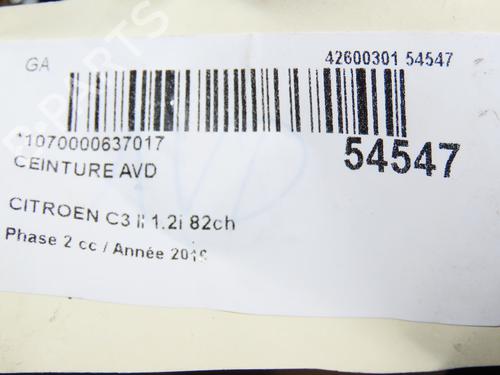 GA
42600301 54547
*1070000637017
54547
CEINTURE AVD
CITROEN C3 II 1.2i 82ch
Phase 2 cc / Année